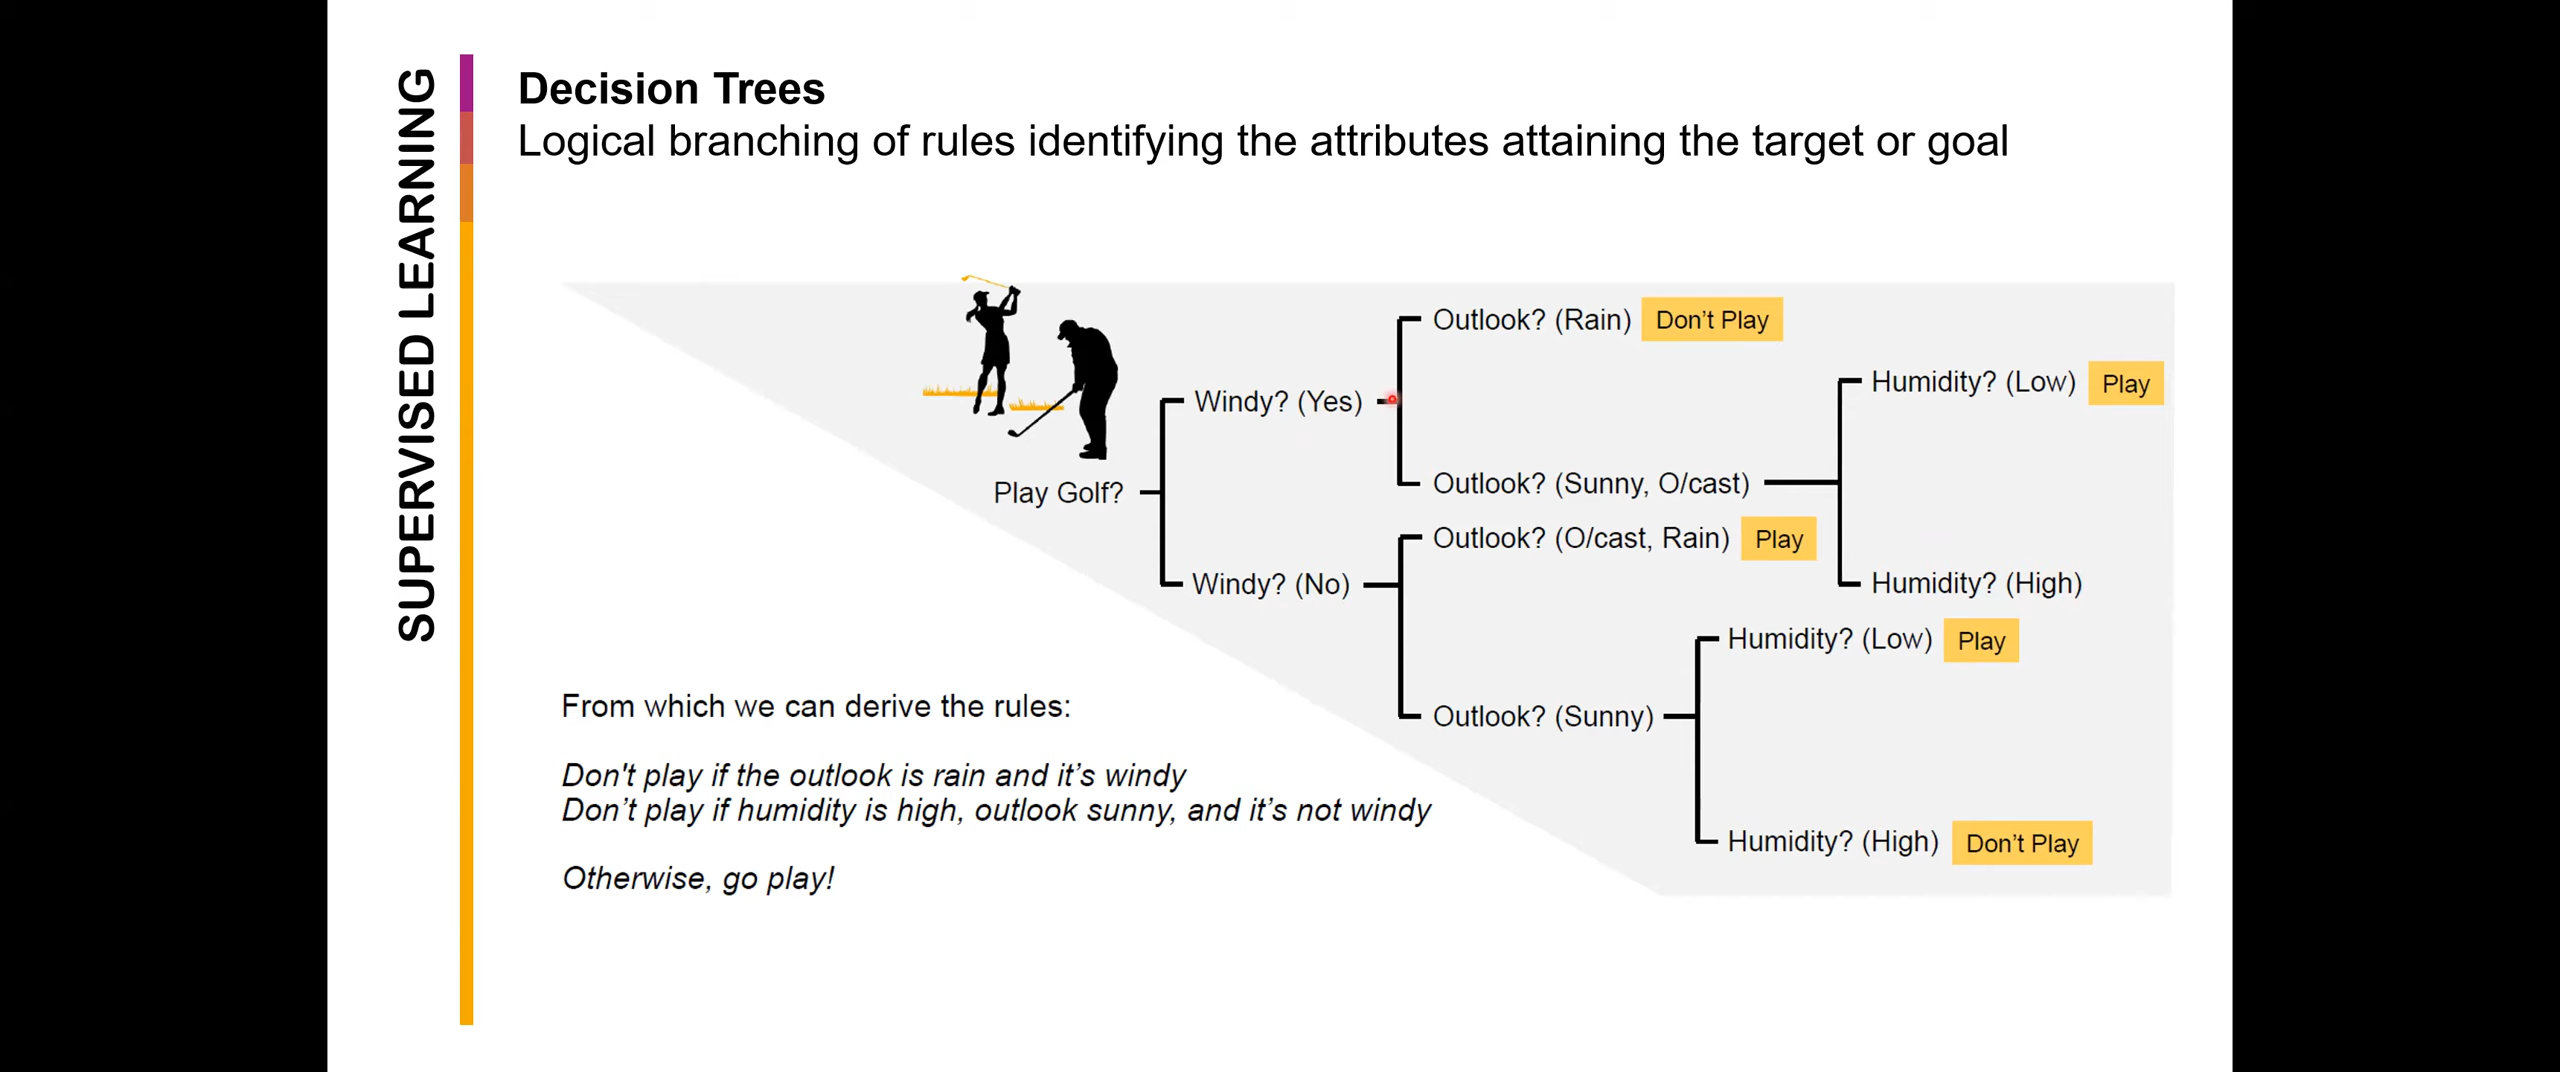 SUPERVISED LEARNING
Decision Trees
Logical branching of rules identifying the attributes attaining the target or goal
Play Golf?
Windy? (Yes)
Outlook? (Rain) Don’t Play
Outlook? (Sunny, O/cast)
Humidity? (Low) Play
Humidity? (High)
Windy? (No)
Outlook? (O/cast, Rain) Play
Outlook? (Sunny)
Humidity? (Low) Play
Humidity? (High) Don’t Play
From which we can derive the rules:
Don't play if the outlook is rain and it’s windy
Don’t play if humidity is high, outlook sunny, and it’s not windy
Otherwise, go play!